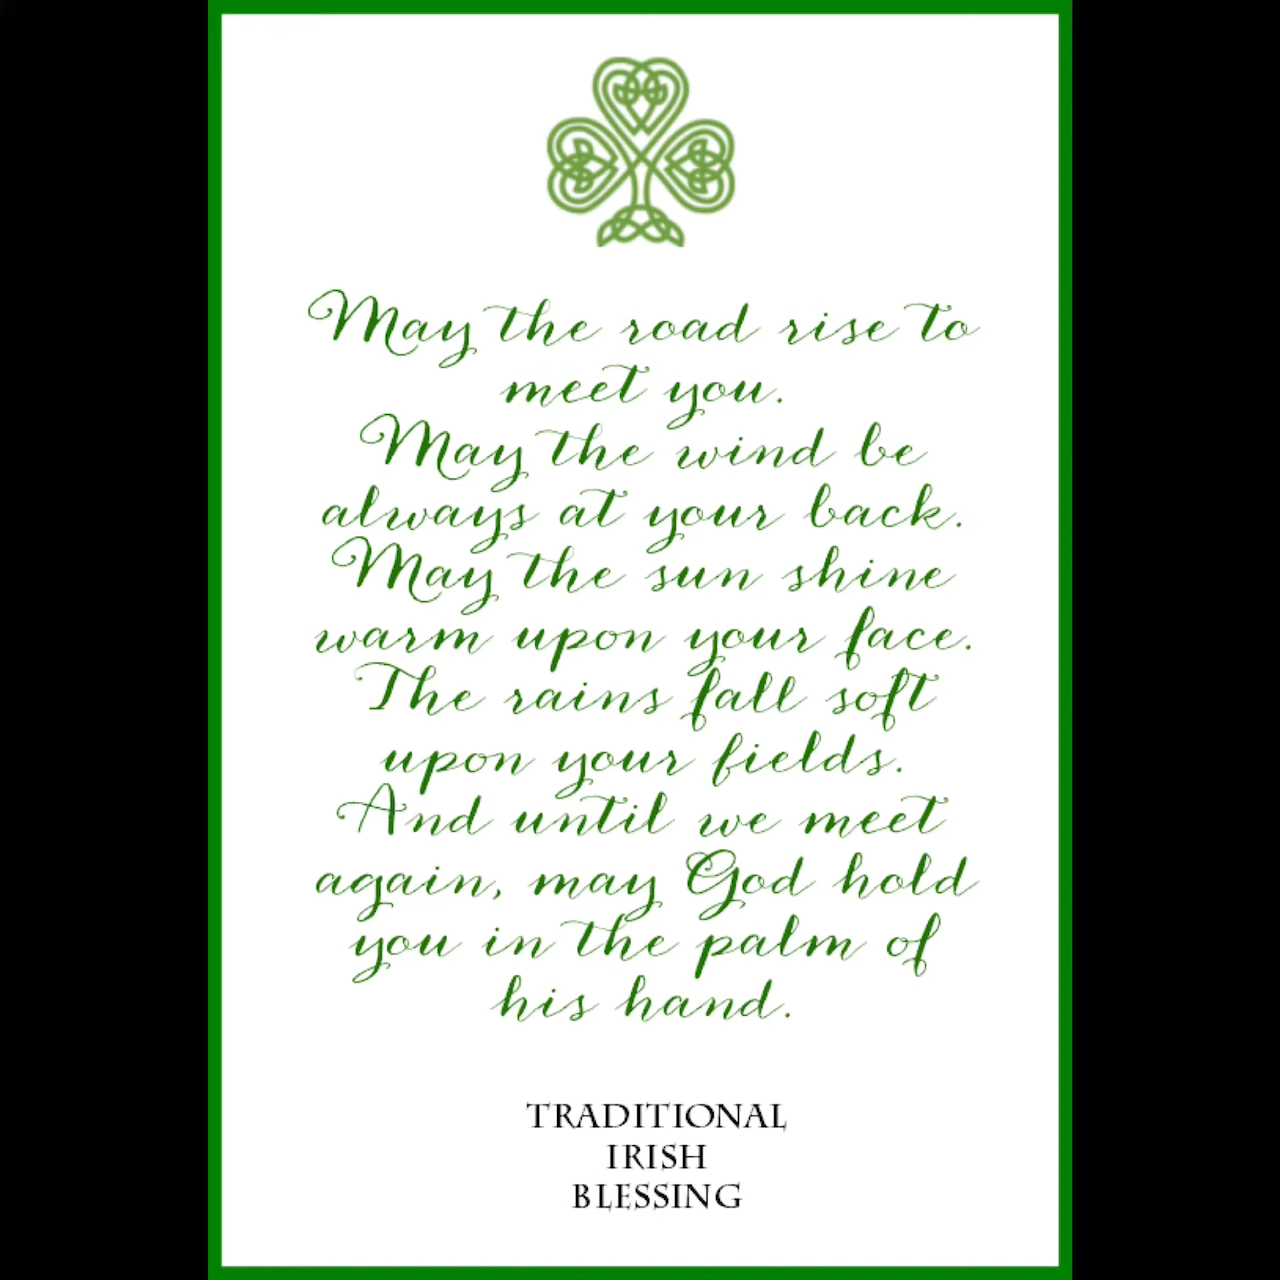 May the road rise to
meet you.
May the wind be
always at your back.
May the sun shine
warm upon your face.
The rains fall soft
upon your fields.
And until we meet
again, may God hold
you in the palm of
his hand.
TRADITIONAL
IRISH
BLESSING